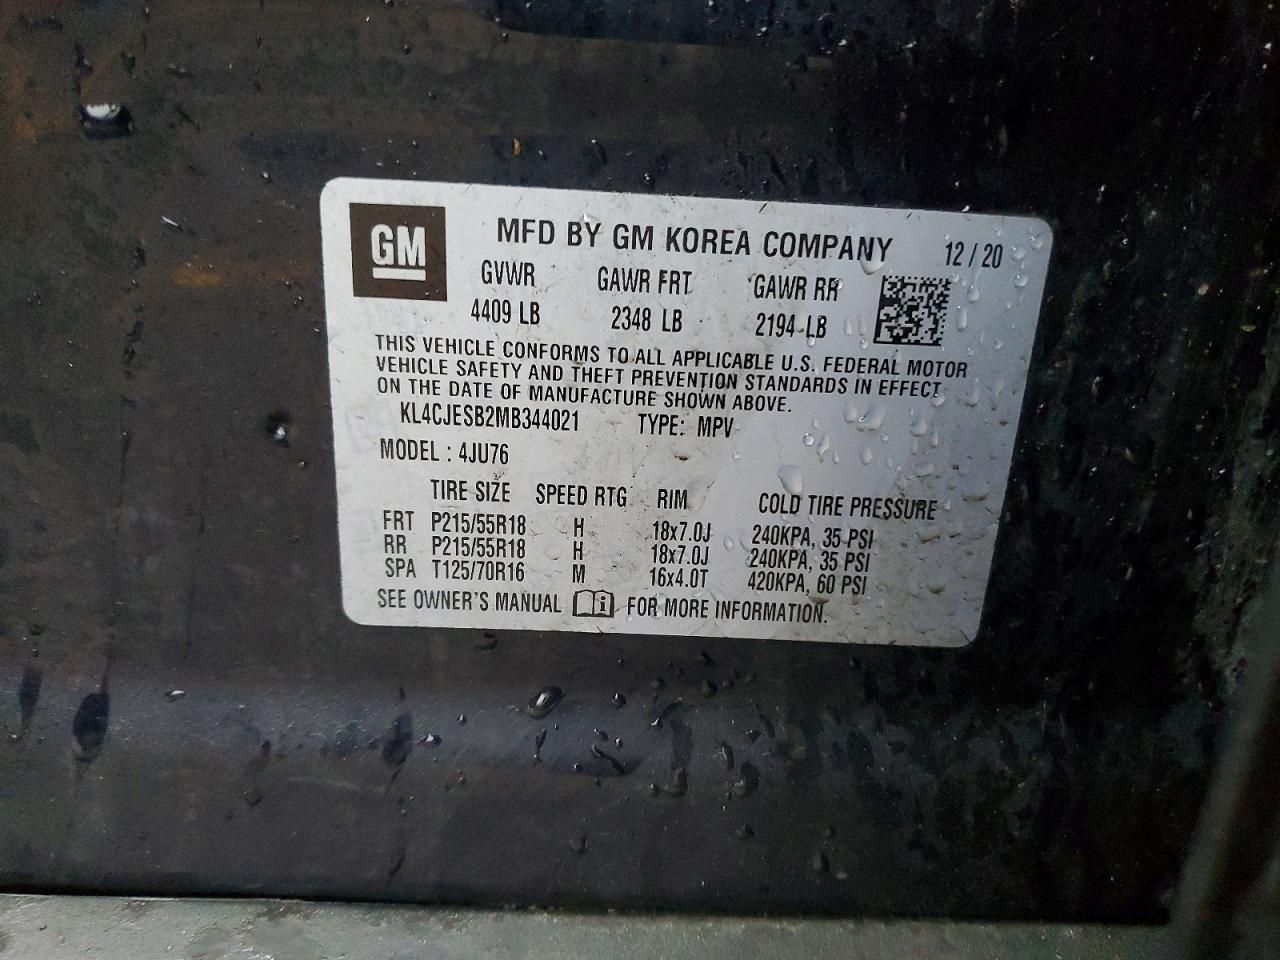 GM
MFD BY GM KOREA COMPANY 12 / 20
GVWR GAWR FRT GAWR RR
4409 LB 2348 LB 2194 LB
THIS VEHICLE CONFORMS TO ALL APPLICABLE U.S. FEDERAL MOTOR
VEHICLE SAFETY AND THEFT PREVENTION STANDARDS IN EFFECT
ON THE DATE OF MANUFACTURE SHOWN ABOVE.
KL4CJESB2MB344021 TYPE: MPV
MODEL : 4JU76
TIRE SIZE SPEED RTG RIM COLD TIRE PRESSURE
FRT P215/55R18 H 18x7.0J 240KPA, 35 PSI
RR P215/55R18 H 18x7.0J 240KPA, 35 PSI
SPA T125/70R16 M 16x4.0T 420KPA, 60 PSI
SEE OWNER'S MANUAL i FOR MORE INFORMATION.